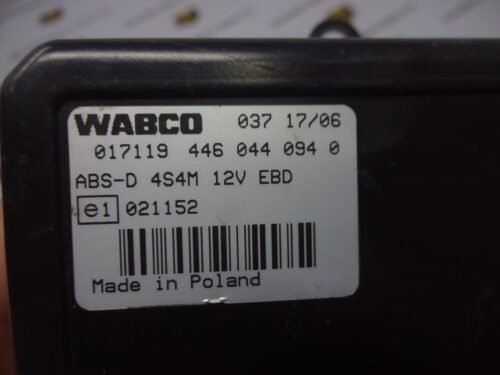 WABCO 037 17/06
017119 446 044 094 0
ABS-D 4S4M 12V EBD
e1 021152
Made in Poland